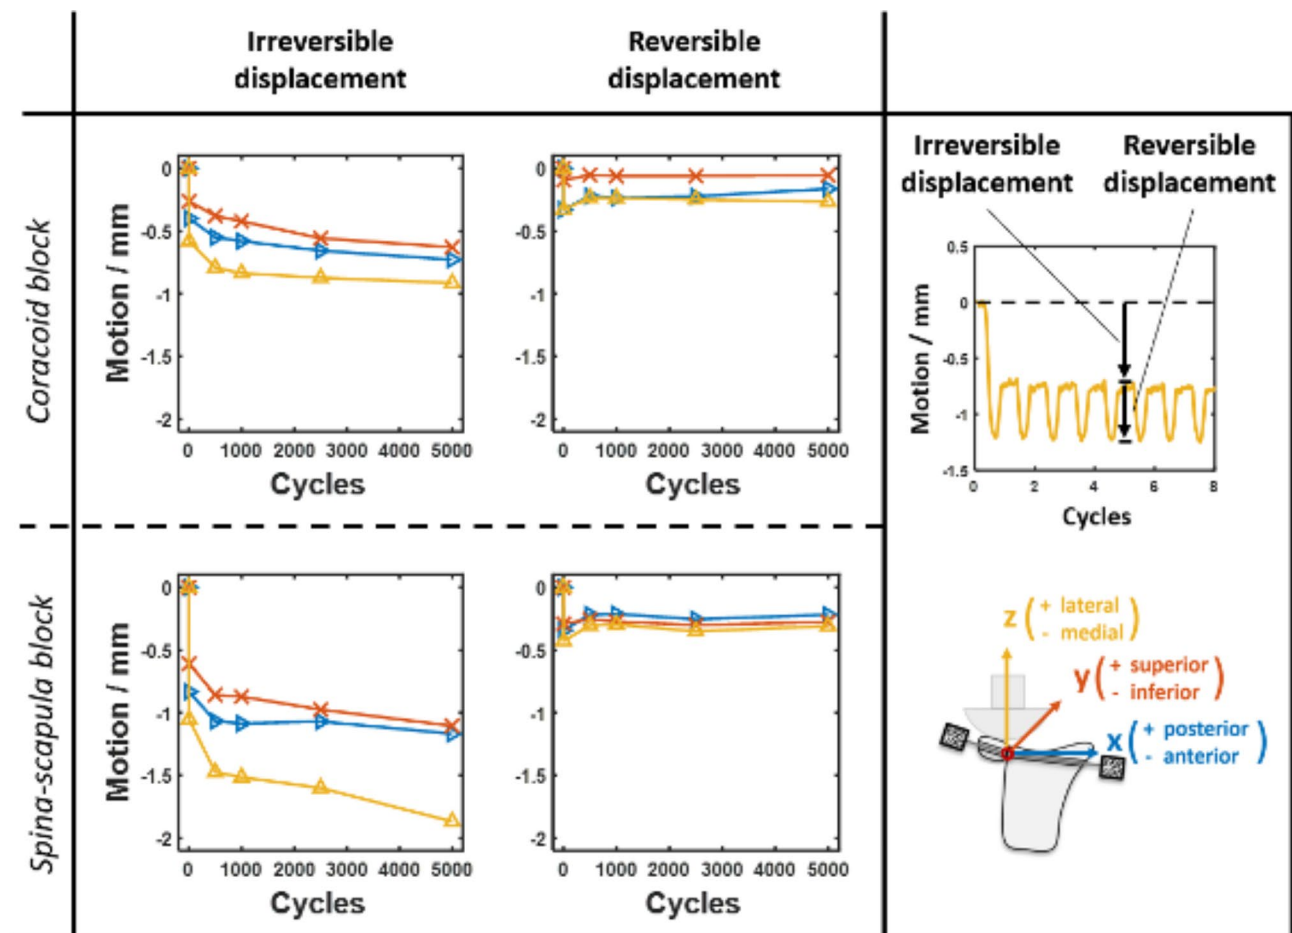 Irreversible
displacement
Reversible
displacement
Coracoid block
0
-0.5
-1
-1.5
-2
Motion / mm
0 1000 2000 3000 4000 5000
Cycles
0
-0.5
-1
-1.5
-2
0 1000 2000 3000 4000 5000
Cycles
Irreversible
displacement
Reversible
displacement
0.5
0
-0.5
-1
-1.5
Motion / mm
0 2 4 6 8
Cycles
Spina-scapula block
0
-0.5
-1
-1.5
-2
Motion / mm
0 1000 2000 3000 4000 5000
Cycles
0
-0.5
-1
-1.5
-2
0 1000 2000 3000 4000 5000
Cycles
z ( + lateral
- medial )
y ( + superior
- inferior )
x ( + posterior
- anterior )